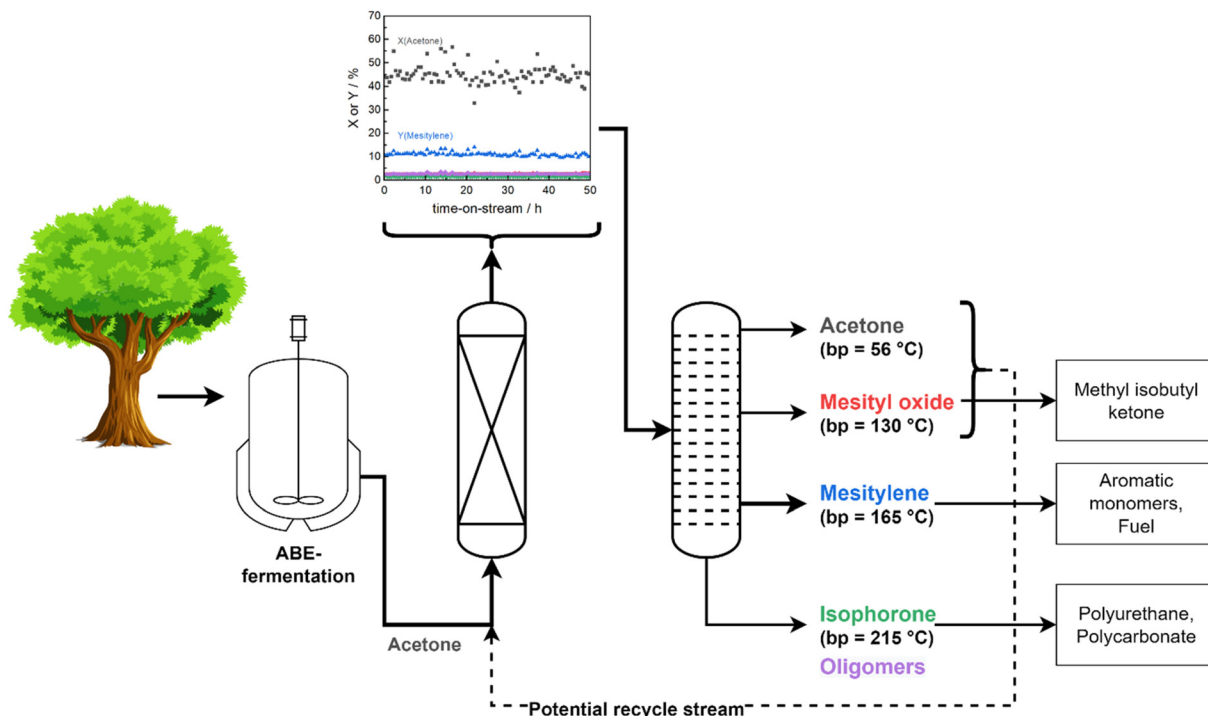 70
60
50
40
30
20
10
0
X or Y / %
X(Acetone)
Y(Mesitylene)
0 10 20 30 40 50
time-on-stream / h
ABE-
fermentation
Acetone
Acetone
(bp = 56 °C)
Mesityl oxide
(bp = 130 °C)
Mesitylene
(bp = 165 °C)
Isophorone
(bp = 215 °C)
Oligomers
Methyl isobutyl
ketone
Aromatic
monomers,
Fuel
Polyurethane,
Polycarbonate
Potential recycle stream